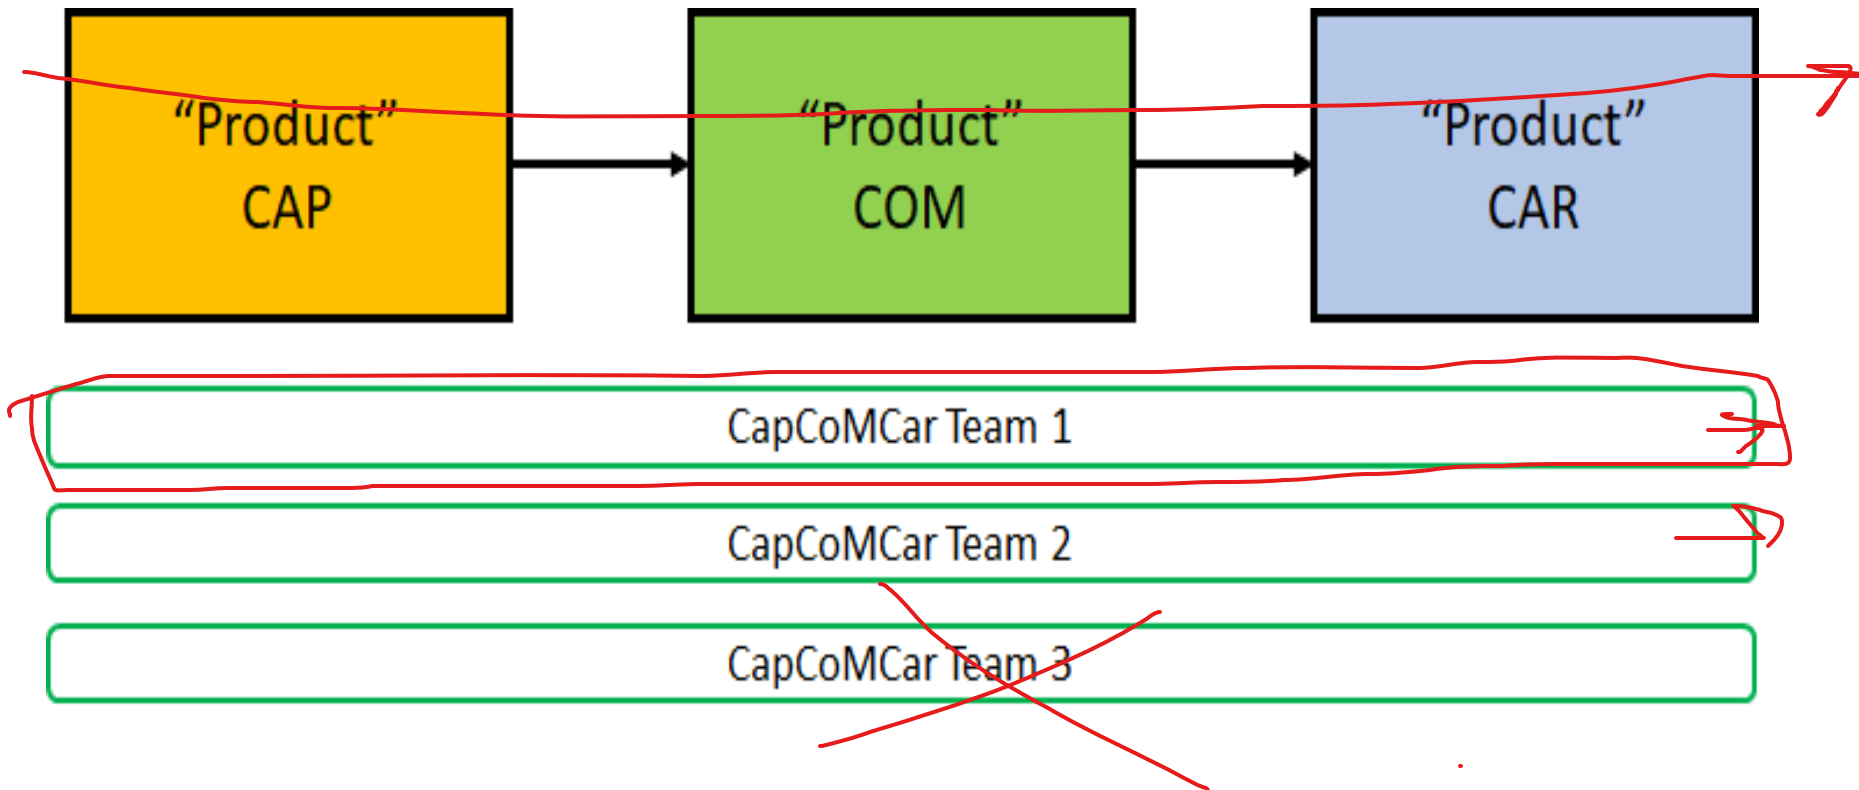 “Product”
CAP
“Product”
COM
“Product”
CAR
CapCoMCar Team 1
CapCoMCar Team 2
CapCoMCar Team 3